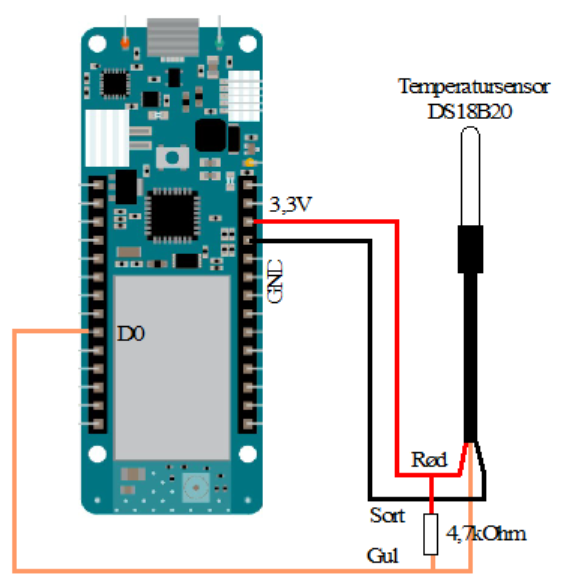 Temperatursensor
DS18B20
3,3V
GND
D0
Rød
Sort
4,7kOhm
Gul